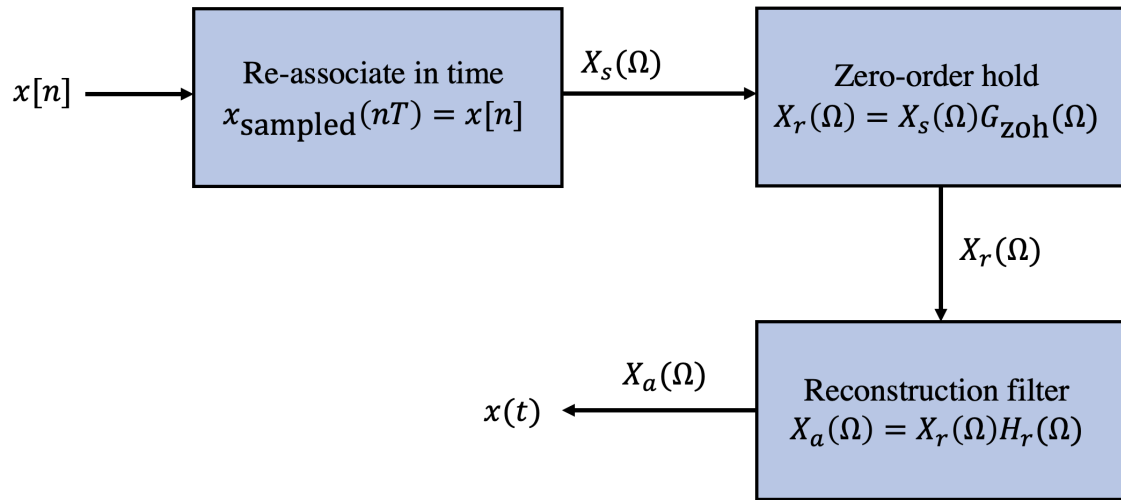 x[n]
Re-associate in time
x_sampled(nT) = x[n]
X_s(Ω)
Zero-order hold
X_r(Ω) = X_s(Ω)G_zoh(Ω)
X_r(Ω)
Reconstruction filter
X_a(Ω) = X_r(Ω)H_r(Ω)
X_a(Ω)
x(t)